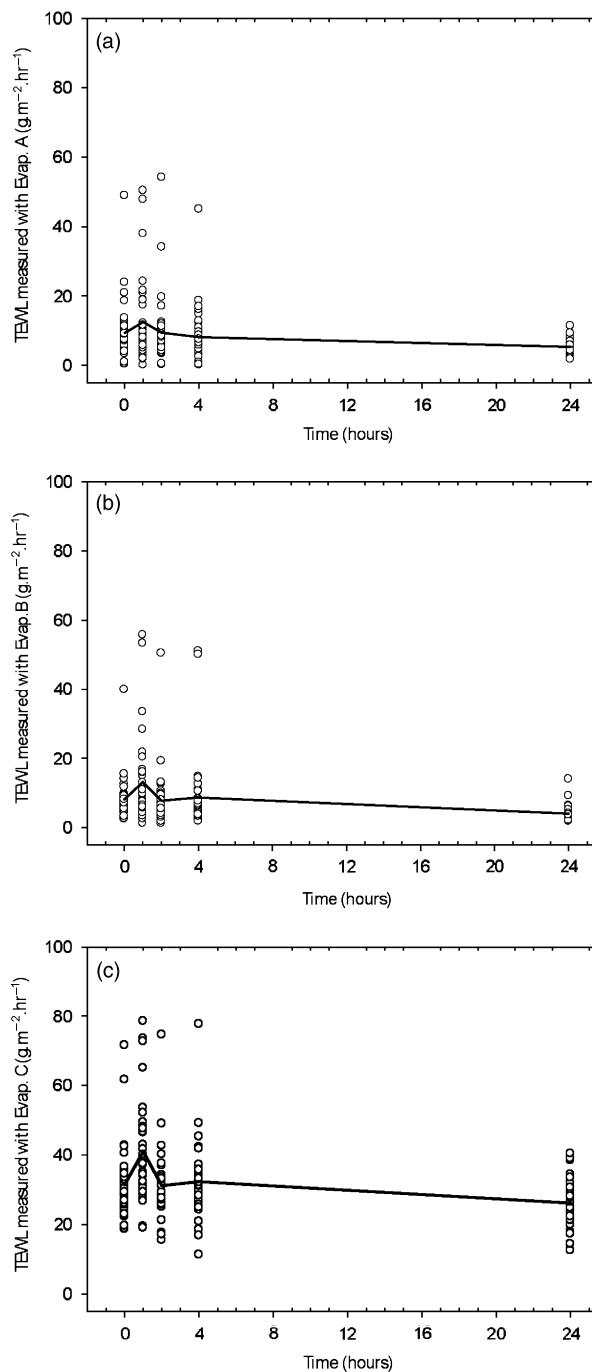 (a)
TEWL measured with Evap. A (g.m⁻².hr⁻¹)
100
80
60
40
20
0
0 4 8 12 16 20 24
Time (hours)
(b)
TEWL measured with Evap.B (g.m⁻².hr⁻¹)
100
80
60
40
20
0
0 4 8 12 16 20 24
Time (hours)
(c)
TEWL measured with Evap. C(g.m⁻².hr⁻¹)
100
80
60
40
20
0
0 4 8 12 16 20 24
Time (hours)